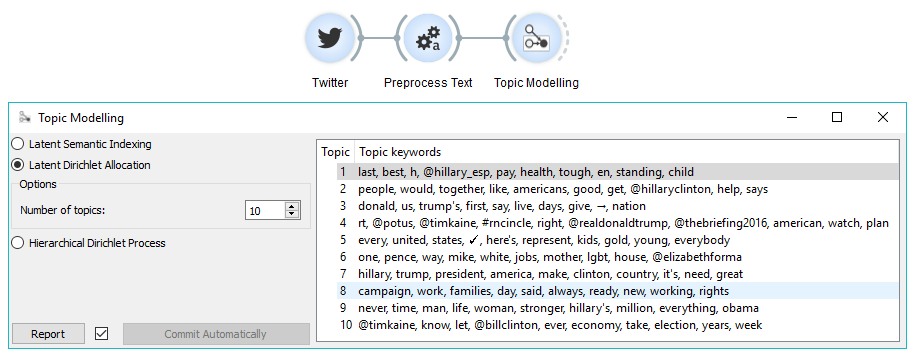 Twitter
Preprocess Text
Topic Modelling
Topic Modelling
Latent Semantic Indexing
Latent Dirichlet Allocation
Options
Number of topics: 10
Hierarchical Dirichlet Process
Report
Commit Automatically
Topic Topic keywords
1 last, best, h, @hillary_esp, pay, health, tough, en, standing, child
2 people, would, together, like, americans, good, get, @hillaryclinton, help, says
3 donald, us, trump's, first, say, live, days, give, →, nation
4 rt, @potus, @timkaine, #rncincle, right, @realdonaldtrump, @thebriefing2016, american, watch, plan
5 every, united, states, ✓, here's, represent, kids, gold, young, everybody
6 one, pence, way, mike, white, jobs, mother, lgbt, house, @elizabethforma
7 hillary, trump, president, america, make, clinton, country, it's, need, great
8 campaign, work, families, day, said, always, ready, new, working, rights
9 never, time, man, life, woman, stronger, hillary's, million, everything, obama
10 @timkaine, know, let, @billclinton, ever, economy, take, election, years, week